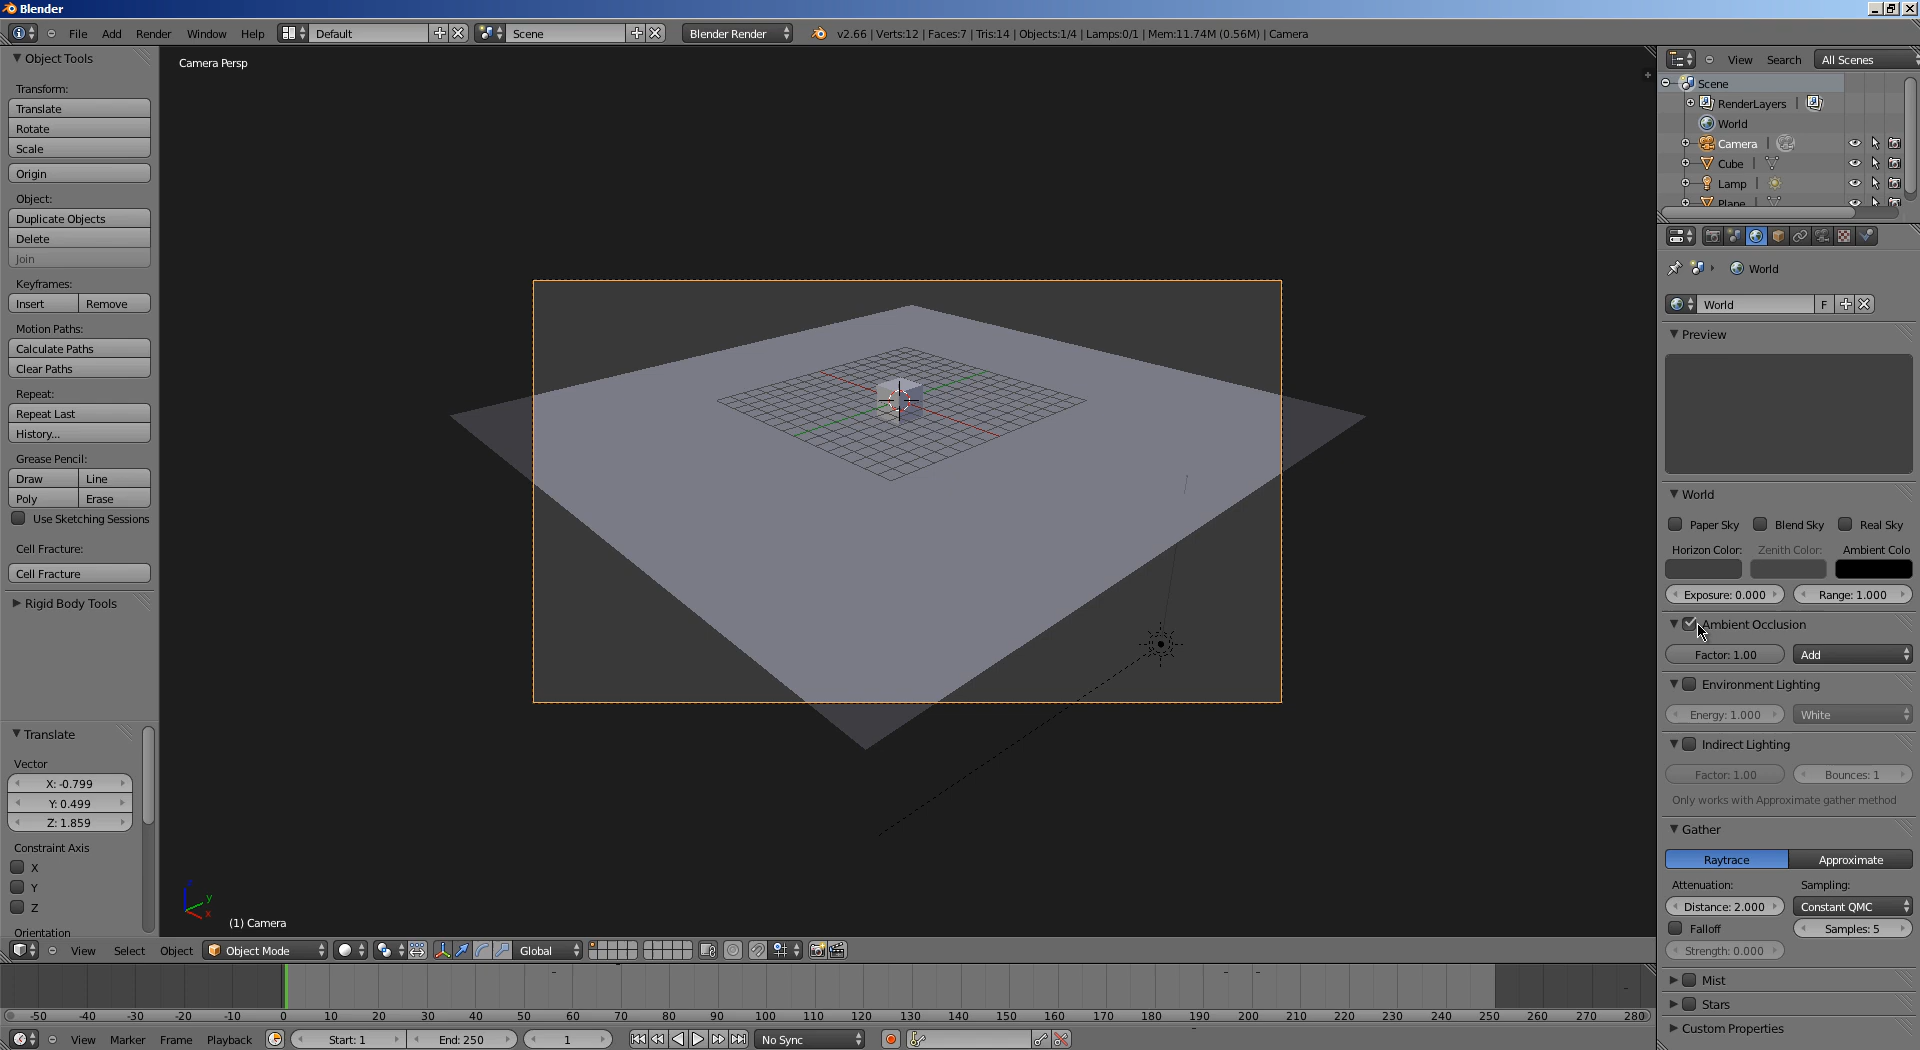 Blender
File Add Render Window Help Default Scene Blender Render v2.66 | Verts:12 | Faces:7 | Tris:14 | Objects:1/4 | Lamps:0/1 | Mem:11.74M (0.56M) | Camera
Object Tools
Transform:
Translate
Rotate
Scale
Origin
Object:
Duplicate Objects
Delete
Join
Keyframes:
Insert Remove
Motion Paths:
Calculate Paths
Clear Paths
Repeat:
Repeat Last
History...
Grease Pencil:
Draw Line
Poly Erase
Use Sketching Sessions
Cell Fracture:
Cell Fracture
Rigid Body Tools
Translate
Vector
X: -0.799
Y: 0.499
Z: 1.859
Constraint Axis
X
Y
Z
Orientation
Camera Persp
y
x
(1) Camera
View Select Object Object Mode Global
-50 -40 -30 -20 -10 0 10 20 30 40 50 60 70 80 90 100 110 120 130 140 150 160 170 180 190 200 210 220 230 240 250 260 270 280
View Marker Frame Playback Start: 1 End: 250 1 No Sync
View Search All Scenes
Scene
RenderLayers
World
Camera
Cube
Lamp
Plane
World
World F
Preview
World
Paper Sky Blend Sky Real Sky
Horizon Color: Zenith Color: Ambient Colo
Exposure: 0.000 Range: 1.000
Ambient Occlusion
Factor: 1.00 Add
Environment Lighting
Energy: 1.000 White
Indirect Lighting
Factor: 1.00 Bounces: 1
Only works with Approximate gather method
Gather
Raytrace Approximate
Attenuation: Sampling:
Distance: 2.000 Constant QMC
Falloff Samples: 5
Strength: 0.000
Mist
Stars
Custom Properties